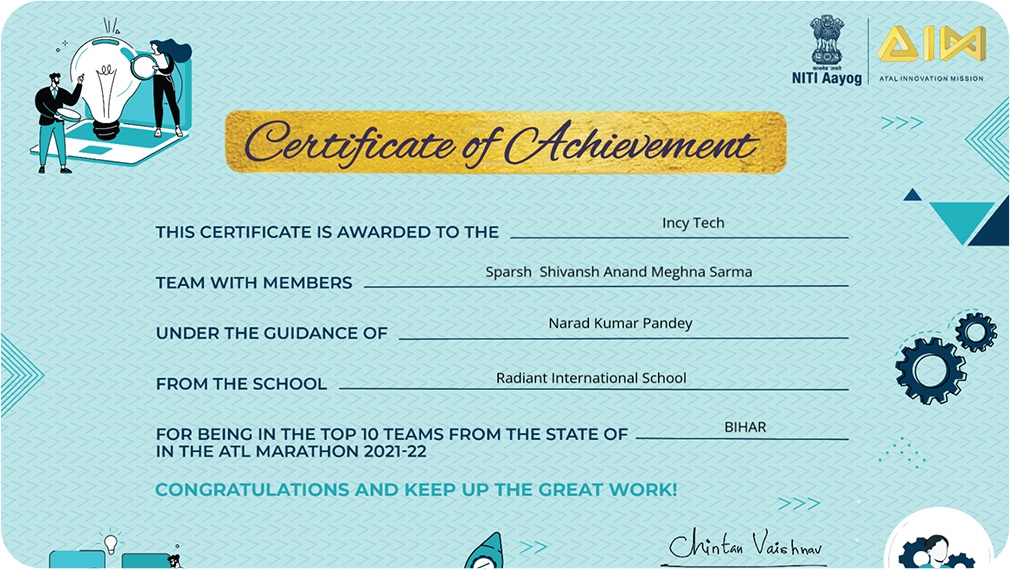 सत्यमेव जयते
NITI Aayog
AIM
ATAL INNOVATION MISSION
Certificate of Achievement
THIS CERTIFICATE IS AWARDED TO THE Incy Tech
TEAM WITH MEMBERS Sparsh Shivansh Anand Meghna Sarma
UNDER THE GUIDANCE OF Narad Kumar Pandey
FROM THE SCHOOL Radiant International School
FOR BEING IN THE TOP 10 TEAMS FROM THE STATE OF BIHAR
IN THE ATL MARATHON 2021-22
CONGRATULATIONS AND KEEP UP THE GREAT WORK!
Chintan Vaishnav